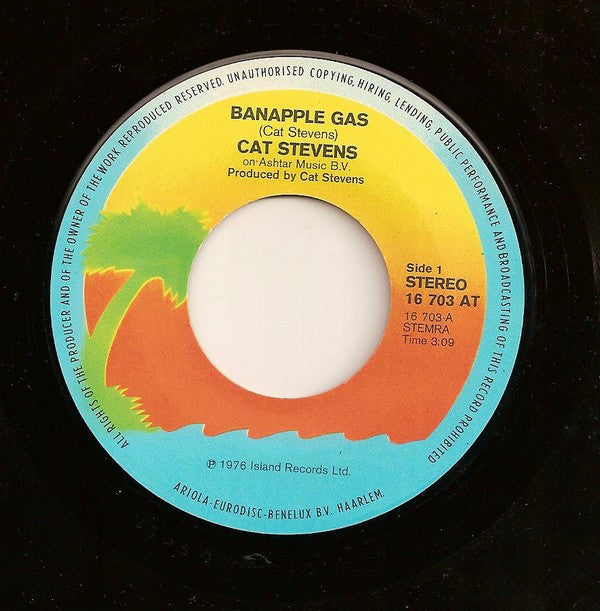 ALL RIGHTS OF THE PRODUCER AND OF THE OWNER OF THE WORK REPRODUCED RESERVED. UNAUTHORISED COPYING, HIRING, LENDING, PUBLIC PERFORMANCE AND BROADCASTING OF THIS RECORD PROHIBITED
BANAPPLE GAS
(Cat Stevens)
CAT STEVENS
on Ashtar Music B.V.
Produced by Cat Stevens
Side 1
STEREO
16 703 AT
16 703-A
STEMRA
Time 3:09
℗ 1976 Island Records Ltd.
ARIOLA-EURODISC-BENELUX B.V. HAARLEM.